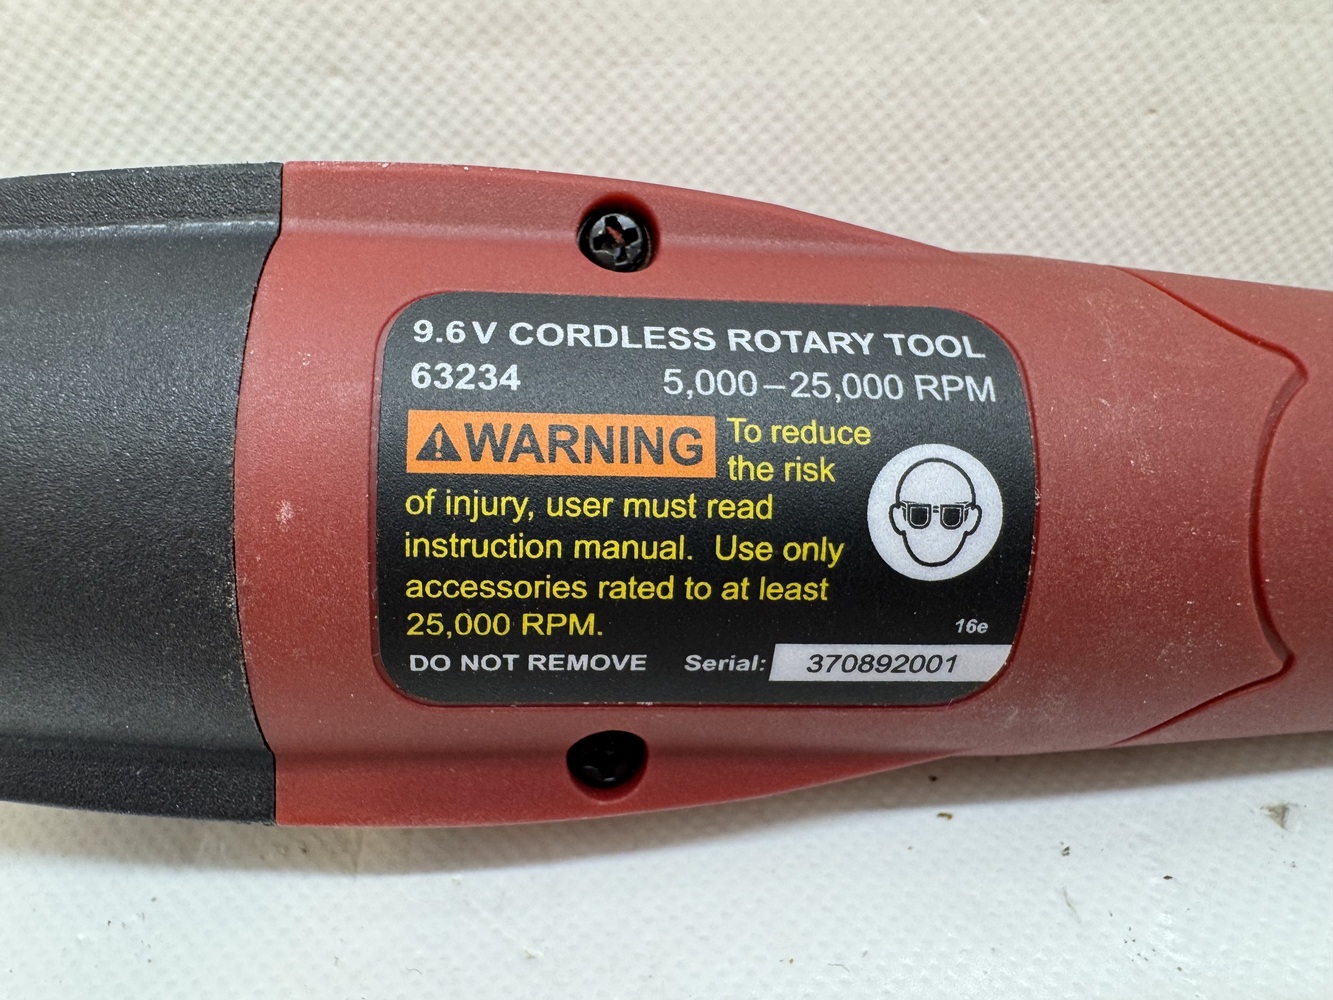 9.6V CORDLESS ROTARY TOOL
63234 5,000–25,000 RPM
WARNING To reduce
the risk
of injury, user must read
instruction manual. Use only
accessories rated to at least
25,000 RPM.
16e
DO NOT REMOVE Serial: 370892001